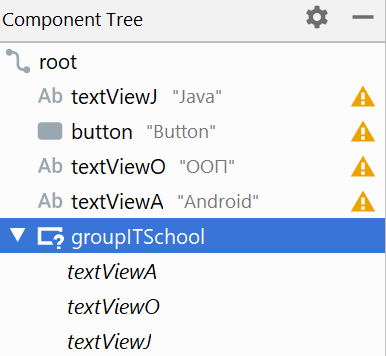 Component Tree
root
Ab textViewJ "Java"
button "Button"
Ab textViewO "ООП"
Ab textViewA "Android"
groupITSchool
textViewA
textViewO
textViewJ